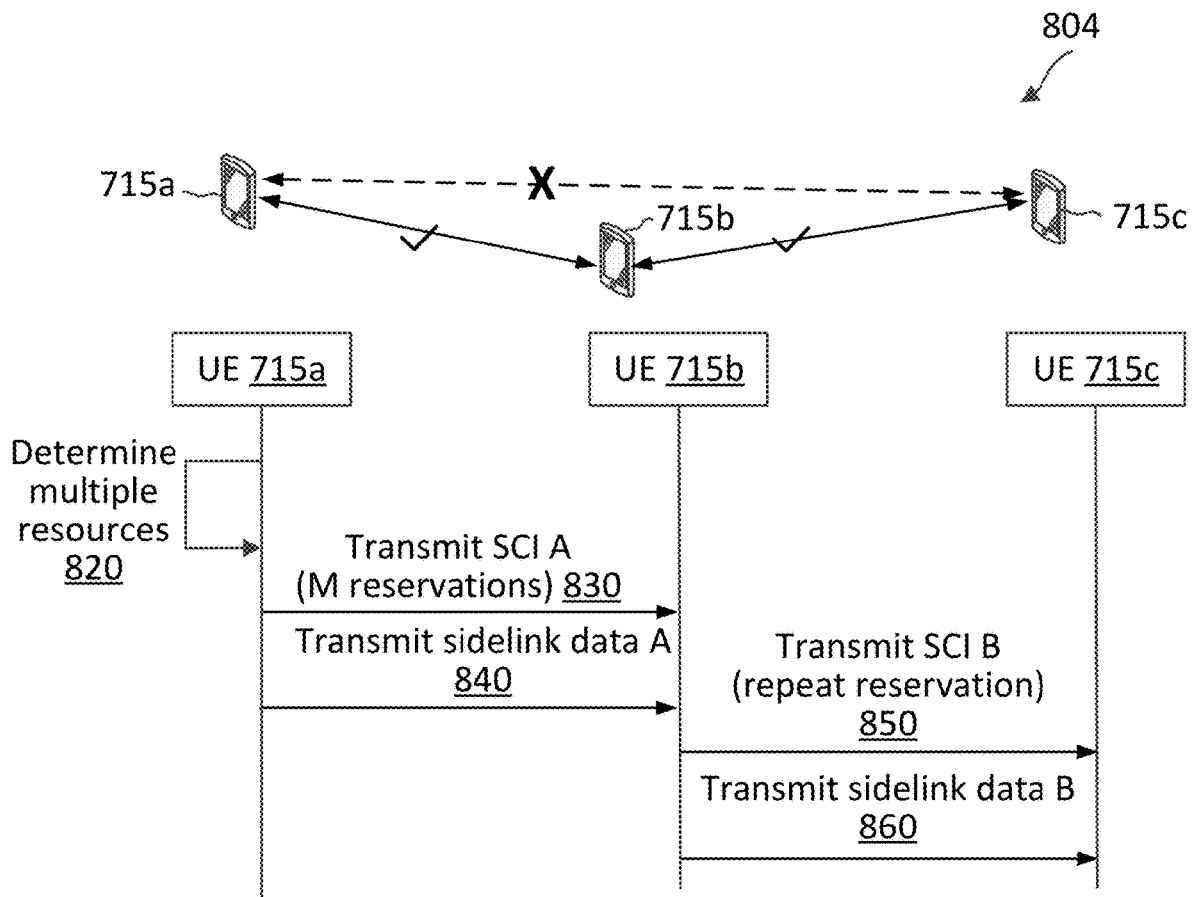 804
715a
X
715b
715c
UE 715a
UE 715b
UE 715c
Determine
multiple
resources
820
Transmit SCI A
(M reservations) 830
Transmit sidelink data A
840
Transmit SCI B
(repeat reservation)
850
Transmit sidelink data B
860